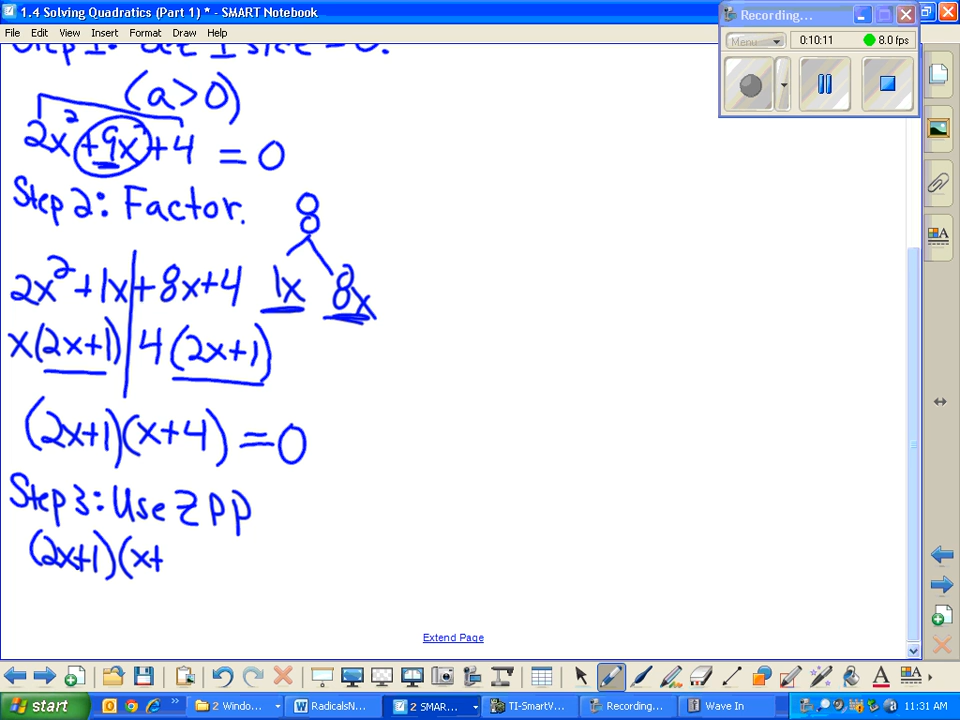 1.4 Solving Quadratics (Part 1) * - SMART Notebook
File Edit View Insert Format Draw Help
Recording...
Menu 0:10:11 8.0 fps
(a>0)
2x²+9x+4 = 0
Step 2: Factor.
8
2x²+1x+8x+4 1x 8x
x(2x+1) 4(2x+1)
(2x+1)(x+4)=0
Step 3: Use ZPP
(2x+1)(x+
Extend Page
start 2 Windo... RadicalsN... 2 SMAR... TI-SmartV... Recording... Wave In 11:31 AM